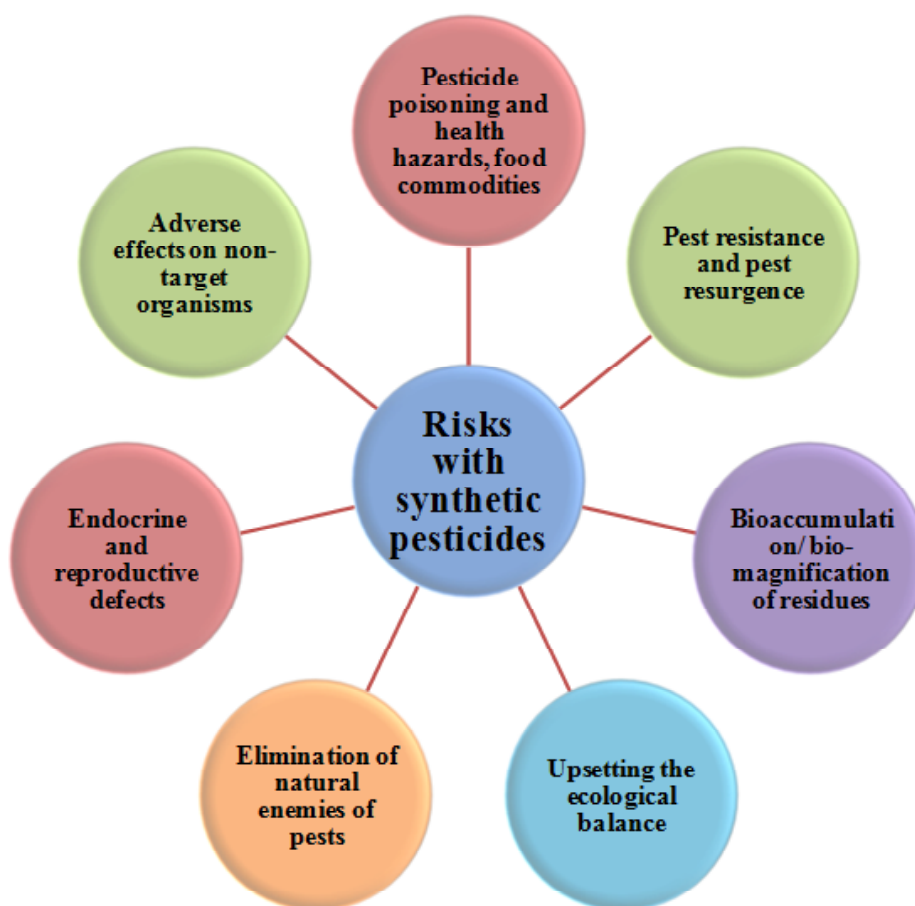 Pesticide
poisoning and
health
hazards, food
commodities
Adverse
effects on non-
target
organisms
Pest resistance
and pest
resurgence
Risks
with
synthetic
pesticides
Endocrine
and
reproductive
defects
Bioaccumulati
on/ bio-
magnification
of residues
Elimination of
natural
enemies of
pests
Upsetting the
ecological
balance